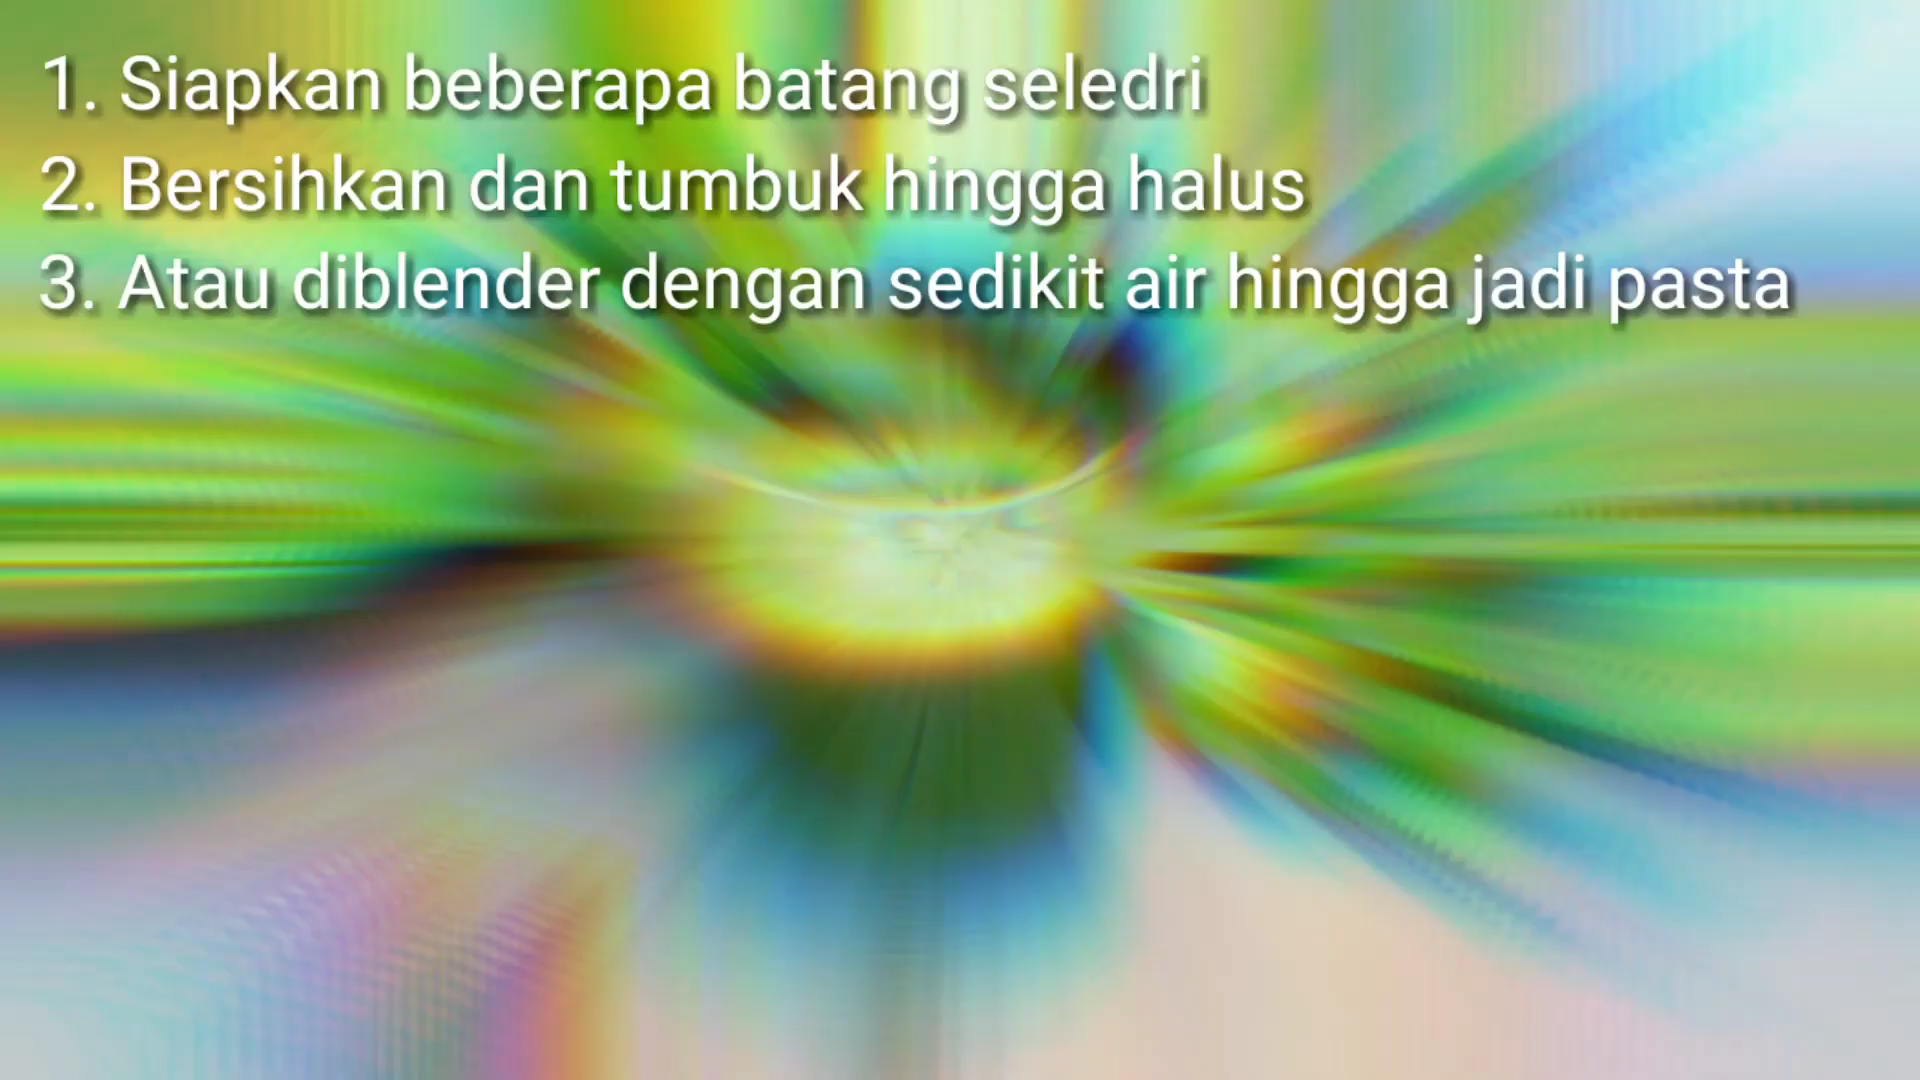 1. Siapkan beberapa batang seledri
2. Bersihkan dan tumbuk hingga halus
3. Atau diblender dengan sedikit air hingga jadi pasta